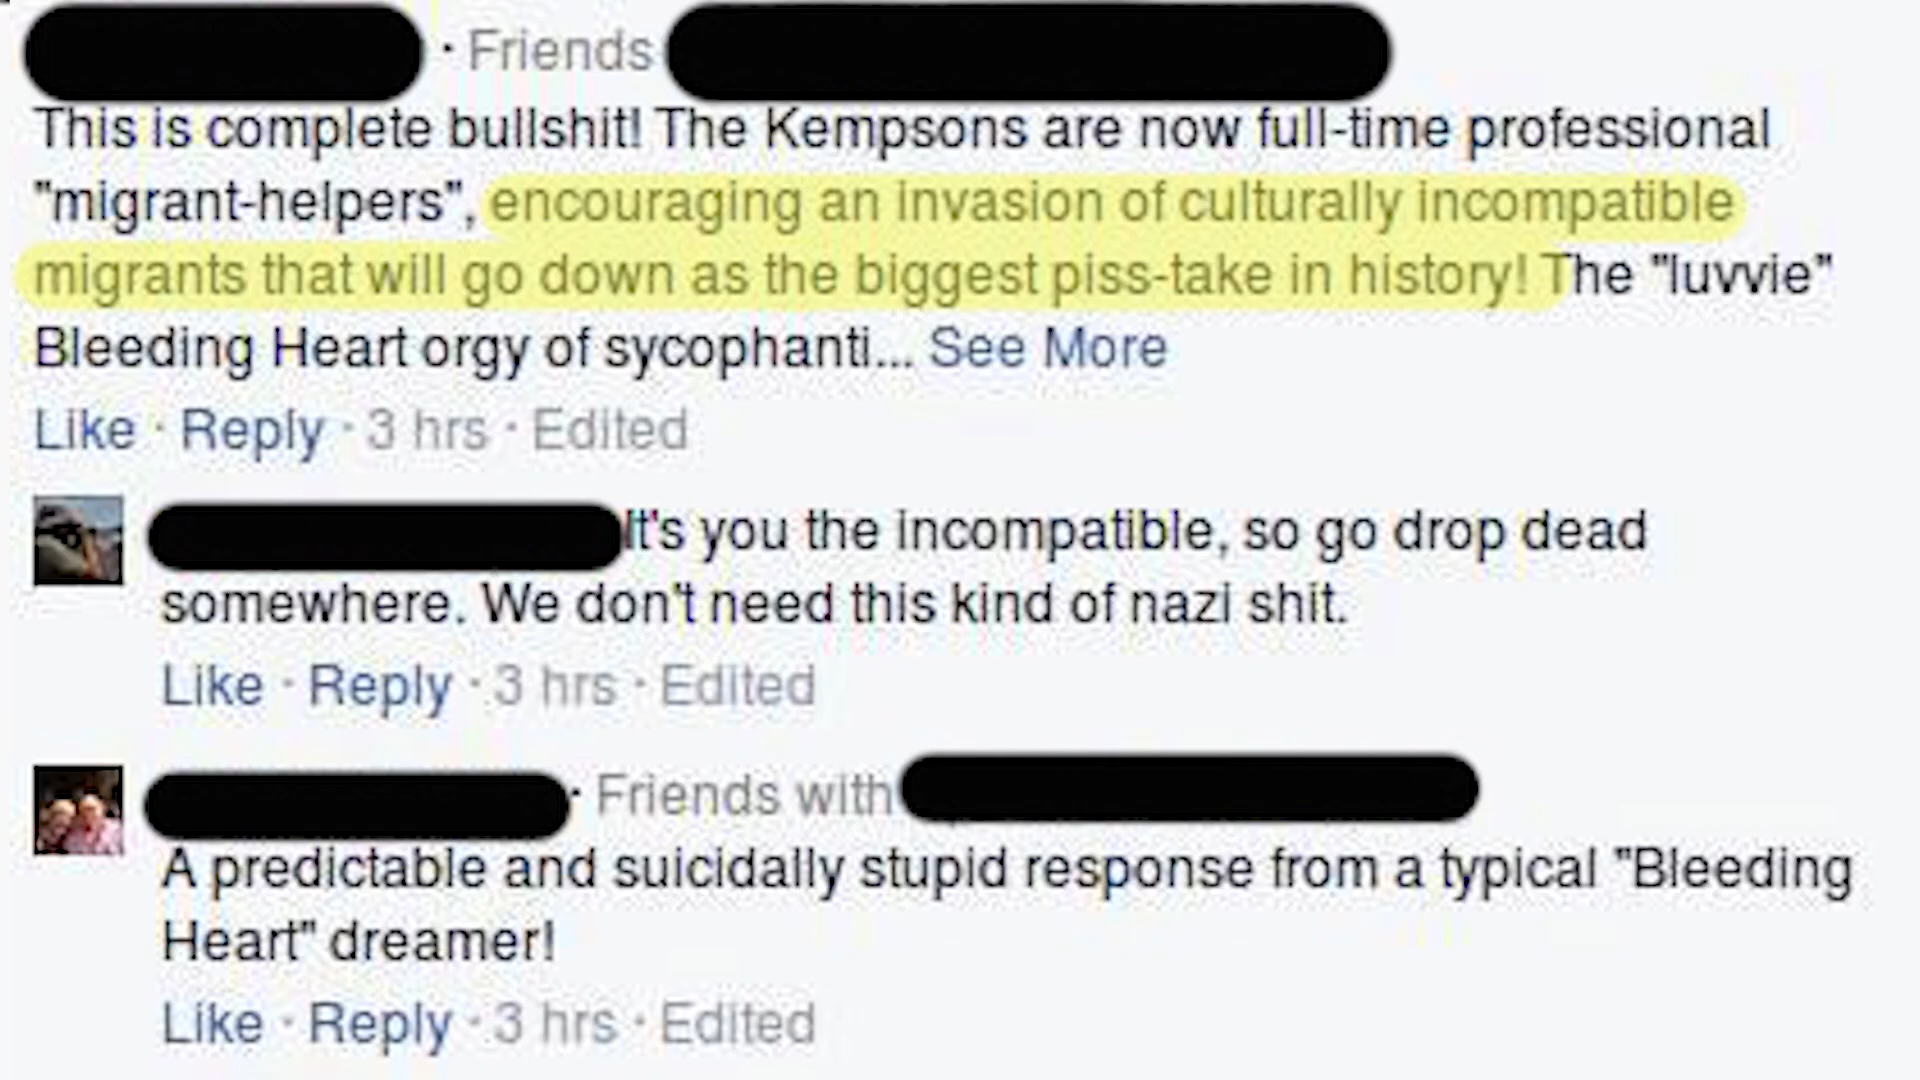 · Friends
This is complete bullshit! The Kempsons are now full-time professional
"migrant-helpers", encouraging an invasion of culturally incompatible
migrants that will go down as the biggest piss-take in history! The "luvvie"
Bleeding Heart orgy of sycophanti... See More
Like · Reply · 3 hrs · Edited
It's you the incompatible, so go drop dead
somewhere. We don't need this kind of nazi shit.
Like · Reply · 3 hrs · Edited
· Friends with
A predictable and suicidally stupid response from a typical "Bleeding
Heart" dreamer!
Like · Reply · 3 hrs · Edited